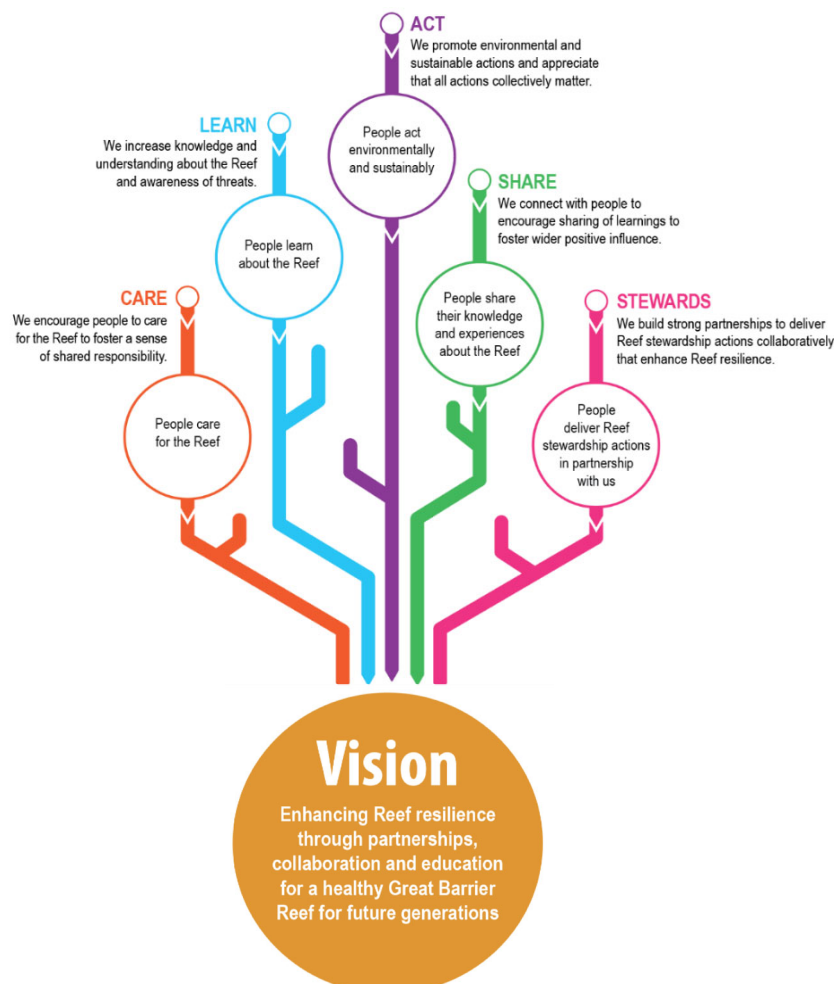 ACT
We promote environmental and
sustainable actions and appreciate
that all actions collectively matter.
People act
environmentally
and sustainably
LEARN
We increase knowledge and
understanding about the Reef
and awareness of threats.
People learn
about the Reef
SHARE
We connect with people to
encourage sharing of learnings to
foster wider positive influence.
People share
their knowledge
and experiences
about the Reef
CARE
We encourage people to care
for the Reef to foster a sense
of shared responsibility.
People care
for the Reef
STEWARDS
We build strong partnerships to deliver
Reef stewardship actions collaboratively
that enhance Reef resilience.
People
deliver Reef
stewardship actions
in partnership
with us
Vision
Enhancing Reef resilience
through partnerships,
collaboration and education
for a healthy Great Barrier
Reef for future generations